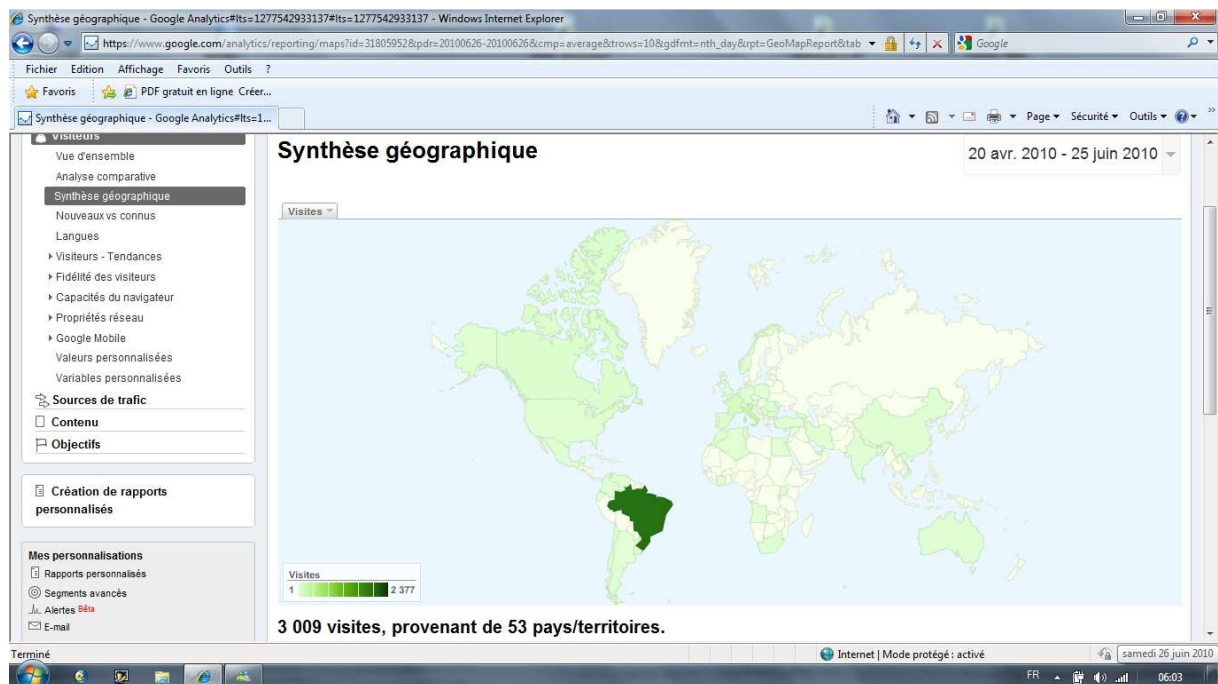 Synthèse géographique - Google Analytics#lts=1277542933137#lts=1277542933137 - Windows Internet Explorer
https://www.google.com/analytics/reporting/maps?id=31805952&pdr=20100626-20100626&cmp=average&trows=10&gdfmt=nth_day&rpt=GeoMapReport&tab
Google
Fichier Edition Affichage Favoris Outils ?
Favoris PDF gratuit en ligne Créer...
Synthèse géographique - Google Analytics#lts=1...
Page Sécurité Outils
Visiteurs
Vue d'ensemble
Analyse comparative
Synthèse géographique
Nouveaux vs connus
Langues
Visiteurs - Tendances
Fidélité des visiteurs
Capacités du navigateur
Propriétés réseau
Google Mobile
Valeurs personnalisées
Variables personnalisées
Sources de trafic
Contenu
Objectifs
Création de rapports
personnalisés
Mes personnalisations
Rapports personnalisés
Segments avancés
Alertes Bêta
E-mail
Synthèse géographique
20 avr. 2010 - 25 juin 2010
Visites
Visites
1 2 377
3 009 visites, provenant de 53 pays/territoires.
Terminé
Internet | Mode protégé : activé
samedi 26 juin 2010
FR
06:03